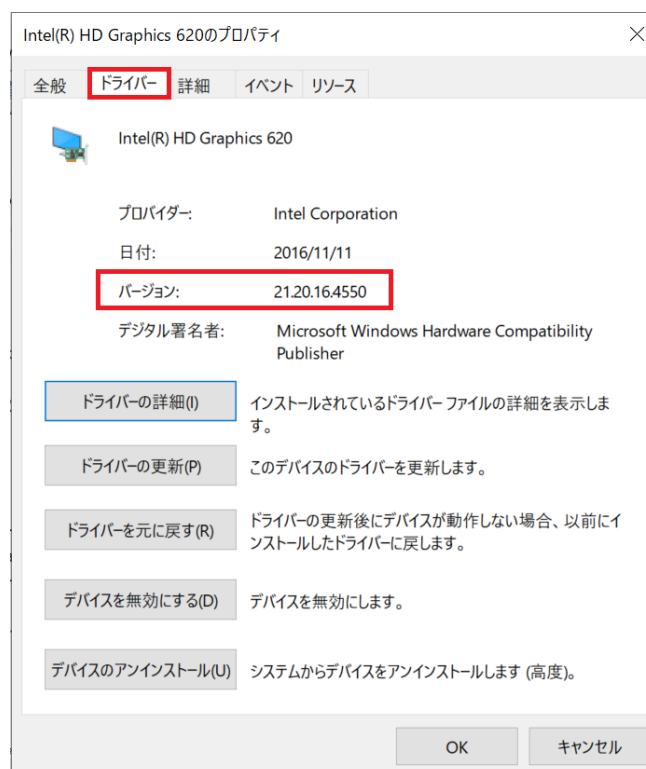 Intel(R) HD Graphics 620のプロパティ
全般 ドライバー 詳細 イベント リソース
Intel(R) HD Graphics 620
プロバイダー: Intel Corporation
日付: 2016/11/11
バージョン: 21.20.16.4550
デジタル署名者: Microsoft Windows Hardware Compatibility
Publisher
ドライバーの詳細(I) インストールされているドライバー ファイルの詳細を表示しま
す。
ドライバーの更新(P) このデバイスのドライバーを更新します。
ドライバーを元に戻す(R) ドライバーの更新後にデバイスが動作しない場合、以前にイ
ンストールしたドライバーに戻します。
デバイスを無効にする(D) デバイスを無効にします。
デバイスのアンインストール(U) システムからデバイスをアンインストールします (高度)。
OK キャンセル